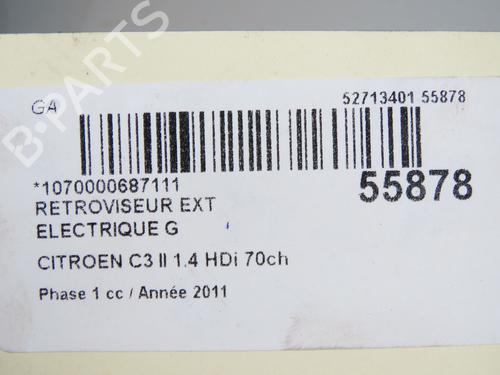 GA
52713401 55878
*1070000687111
55878
RETROVISEUR EXT
ELECTRIQUE G
CITROEN C3 II 1.4 HDi 70ch
Phase 1 cc / Année 2011
B-PARTS